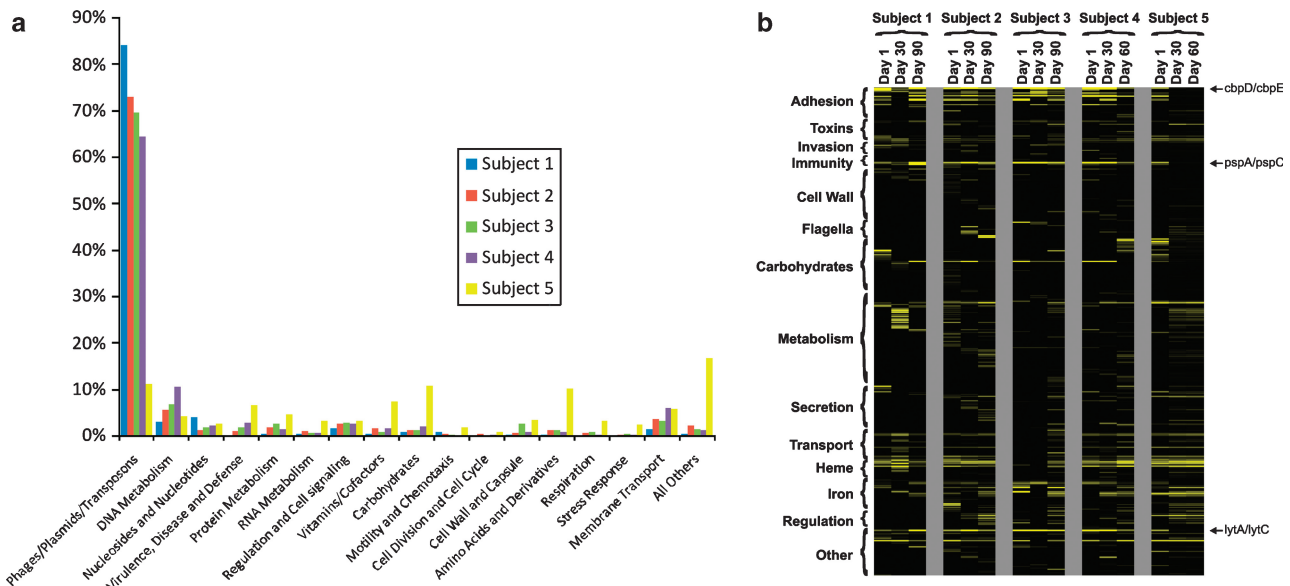 a
90%
80%
70%
60%
50%
40%
30%
20%
10%
0%
Subject 1
Subject 2
Subject 3
Subject 4
Subject 5
Phages/Plasmids/Transposons
DNA Metabolism
Nucleosides and Nucleotides
Virulence, Disease and Defense
Protein Metabolism
RNA Metabolism
Regulation and Cell signaling
Vitamins/Cofactors
Carbohydrates
Motility and Chemotaxis
Cell Division and Cell Cycle
Cell Wall and Capsule
Amino Acids and Derivatives
Respiration
Stress Response
Membrane Transport
All Others
b
Subject 1 Subject 2 Subject 3 Subject 4 Subject 5
Day 1 Day 30 Day 90 Day 1 Day 30 Day 90 Day 1 Day 30 Day 90 Day 1 Day 30 Day 60 Day 1 Day 30 Day 60
Adhesion
Toxins
Invasion
Immunity
Cell Wall
Flagella
Carbohydrates
Metabolism
Secretion
Transport
Heme
Iron
Regulation
Other
cbpD/cbpE
pspA/pspC
lytA/lytC